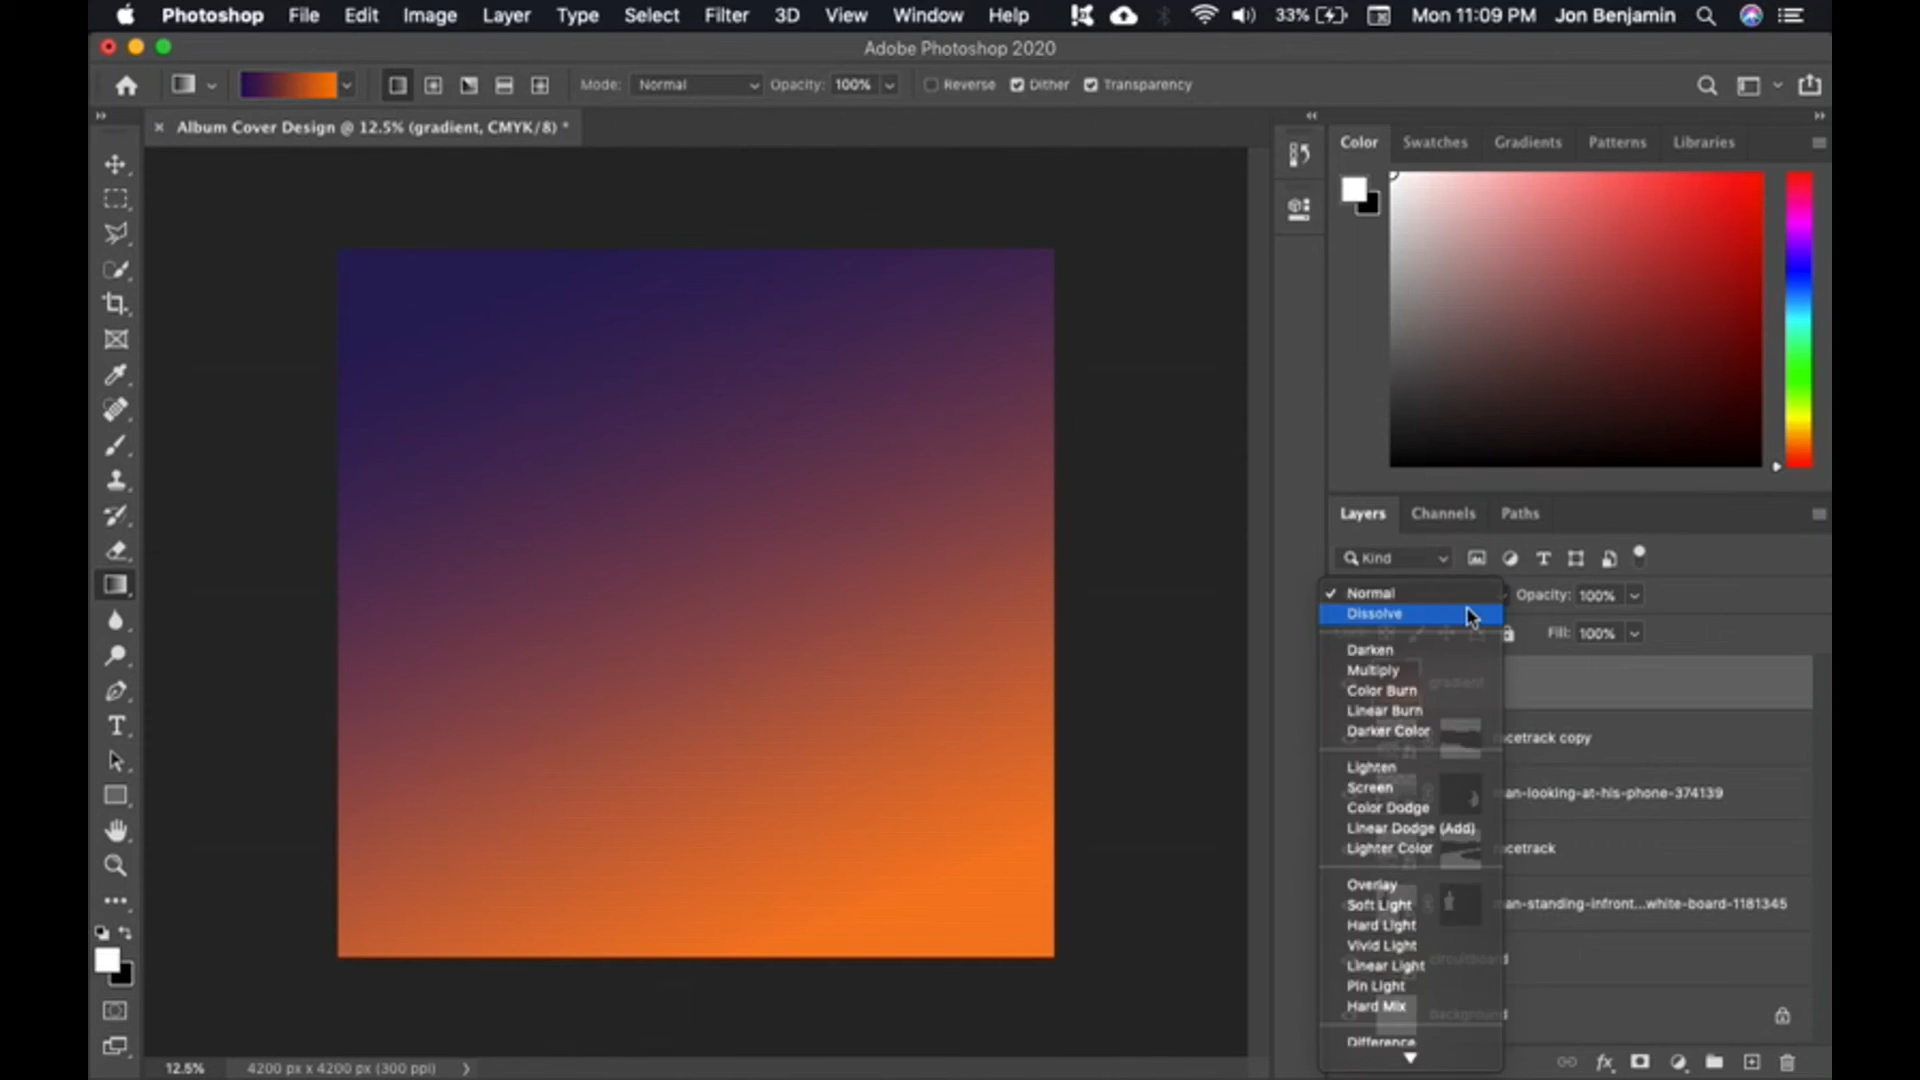 Photoshop File Edit Image Layer Type Select Filter 3D View Window Help 33% Mon 11:09 PM Jon Benjamin
Adobe Photoshop 2020
Mode: Normal Opacity: 100% Reverse Dither Transparency
Album Cover Design @ 12.5% (gradient, CMYK/8) *
Color Swatches Gradients Patterns Libraries
Layers Channels Paths
Kind
Normal Opacity: 100%
Dissolve
Fill: 100%
Darken
Multiply
gradient
Color Burn
Linear Burn
Darker Color
racetrack copy
Lighten
Screen
an-looking-at-his-phone-374139
Color Dodge
Linear Dodge (Add)
Lighter Color
racetrack
Overlay
Soft Light
an-standing-infront...white-board-1181345
Hard Light
Vivid Light
Linear Light
circuitboard
Pin Light
Hard Mix
background
Difference
12.5% 4200 px x 4200 px (300 ppi)